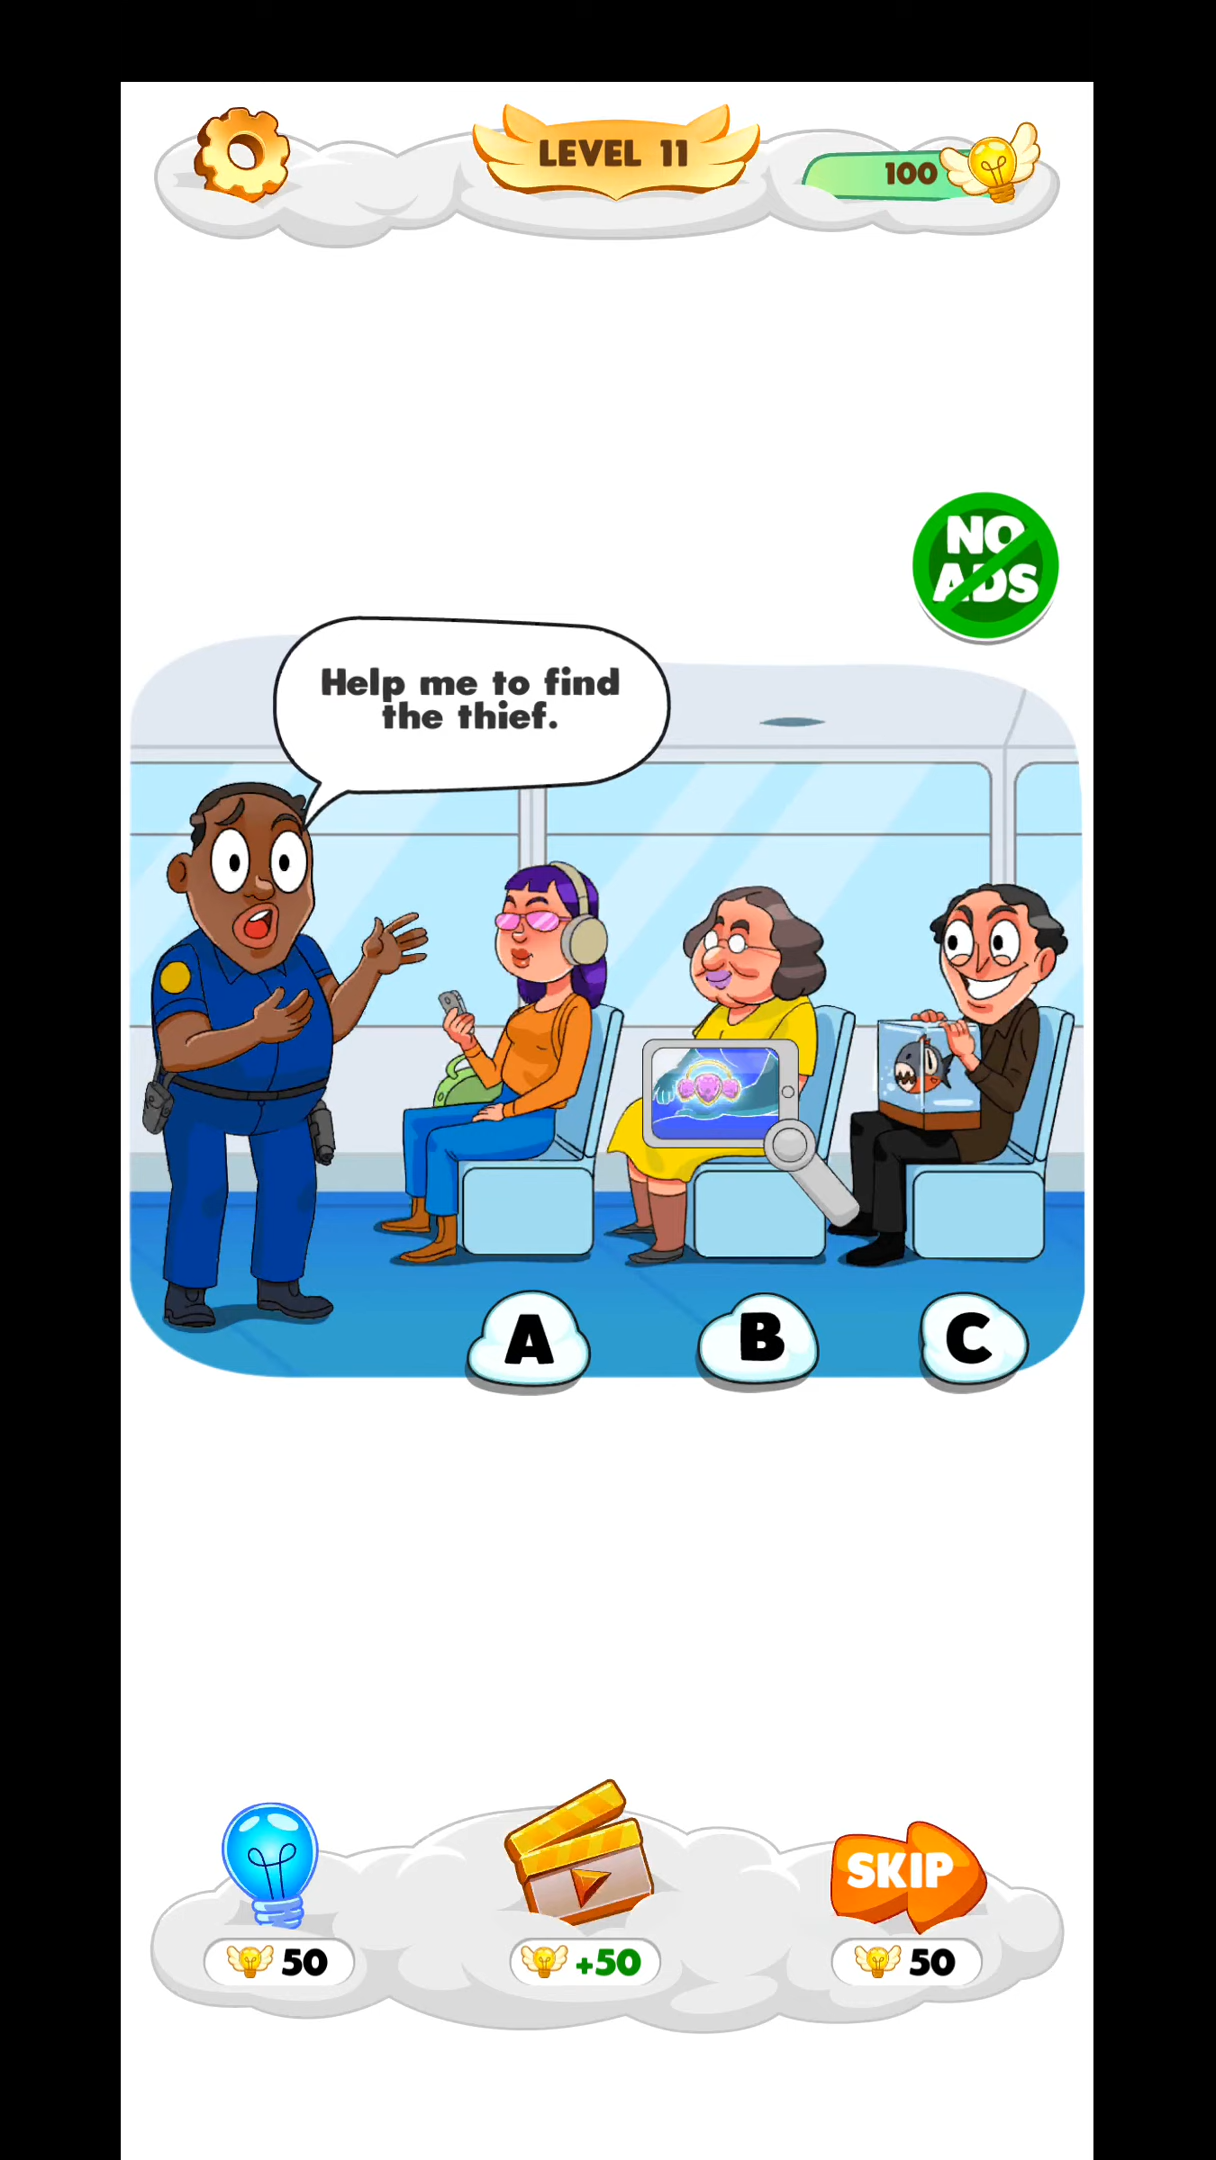 LEVEL 11
100
NO
ADS
Help me to find
the thief.
A
B
C
SKIP
50
+50
50